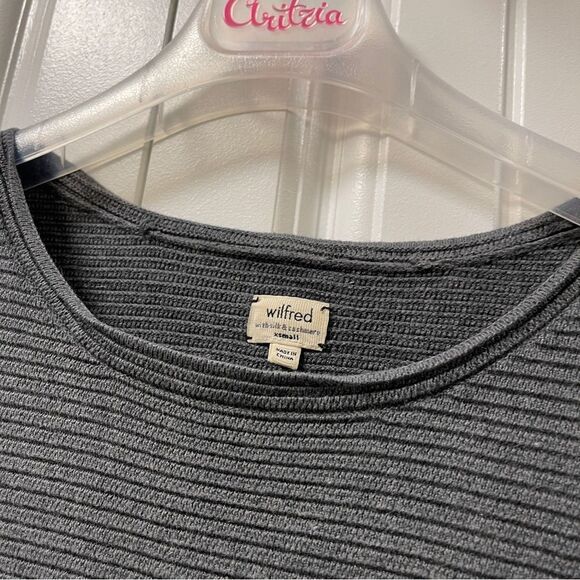 Aritzia
wilfred
with silk & cashmere
xsmall
MADE IN
CHINA